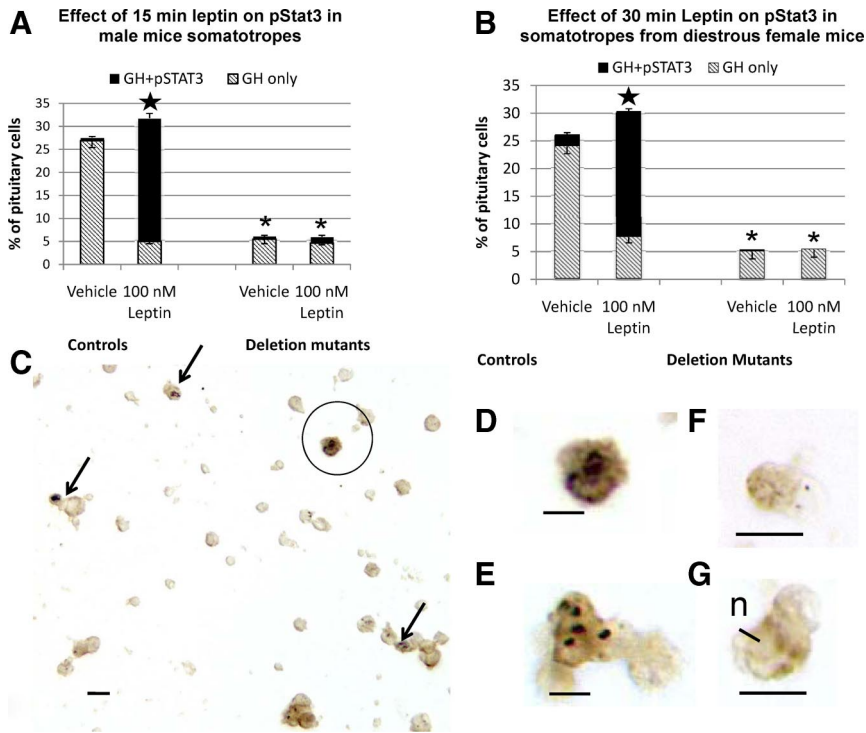 A
Effect of 15 min leptin on pStat3 in
male mice somatotropes
GH+pSTAT3 GH only
% of pituitary cells
35
30
25
20
15
10
5
0
★
* *
Vehicle 100 nM Vehicle 100 nM
Leptin Leptin
Controls Deletion mutants
B
Effect of 30 min Leptin on pStat3 in
somatotropes from diestrous female mice
GH+pSTAT3 GH only
% of pituitary cells
35
30
25
20
15
10
5
0
★
* *
Vehicle 100 nM Vehicle 100 nM
Leptin Leptin
Controls Deletion Mutants
C
D
F
E
G
n